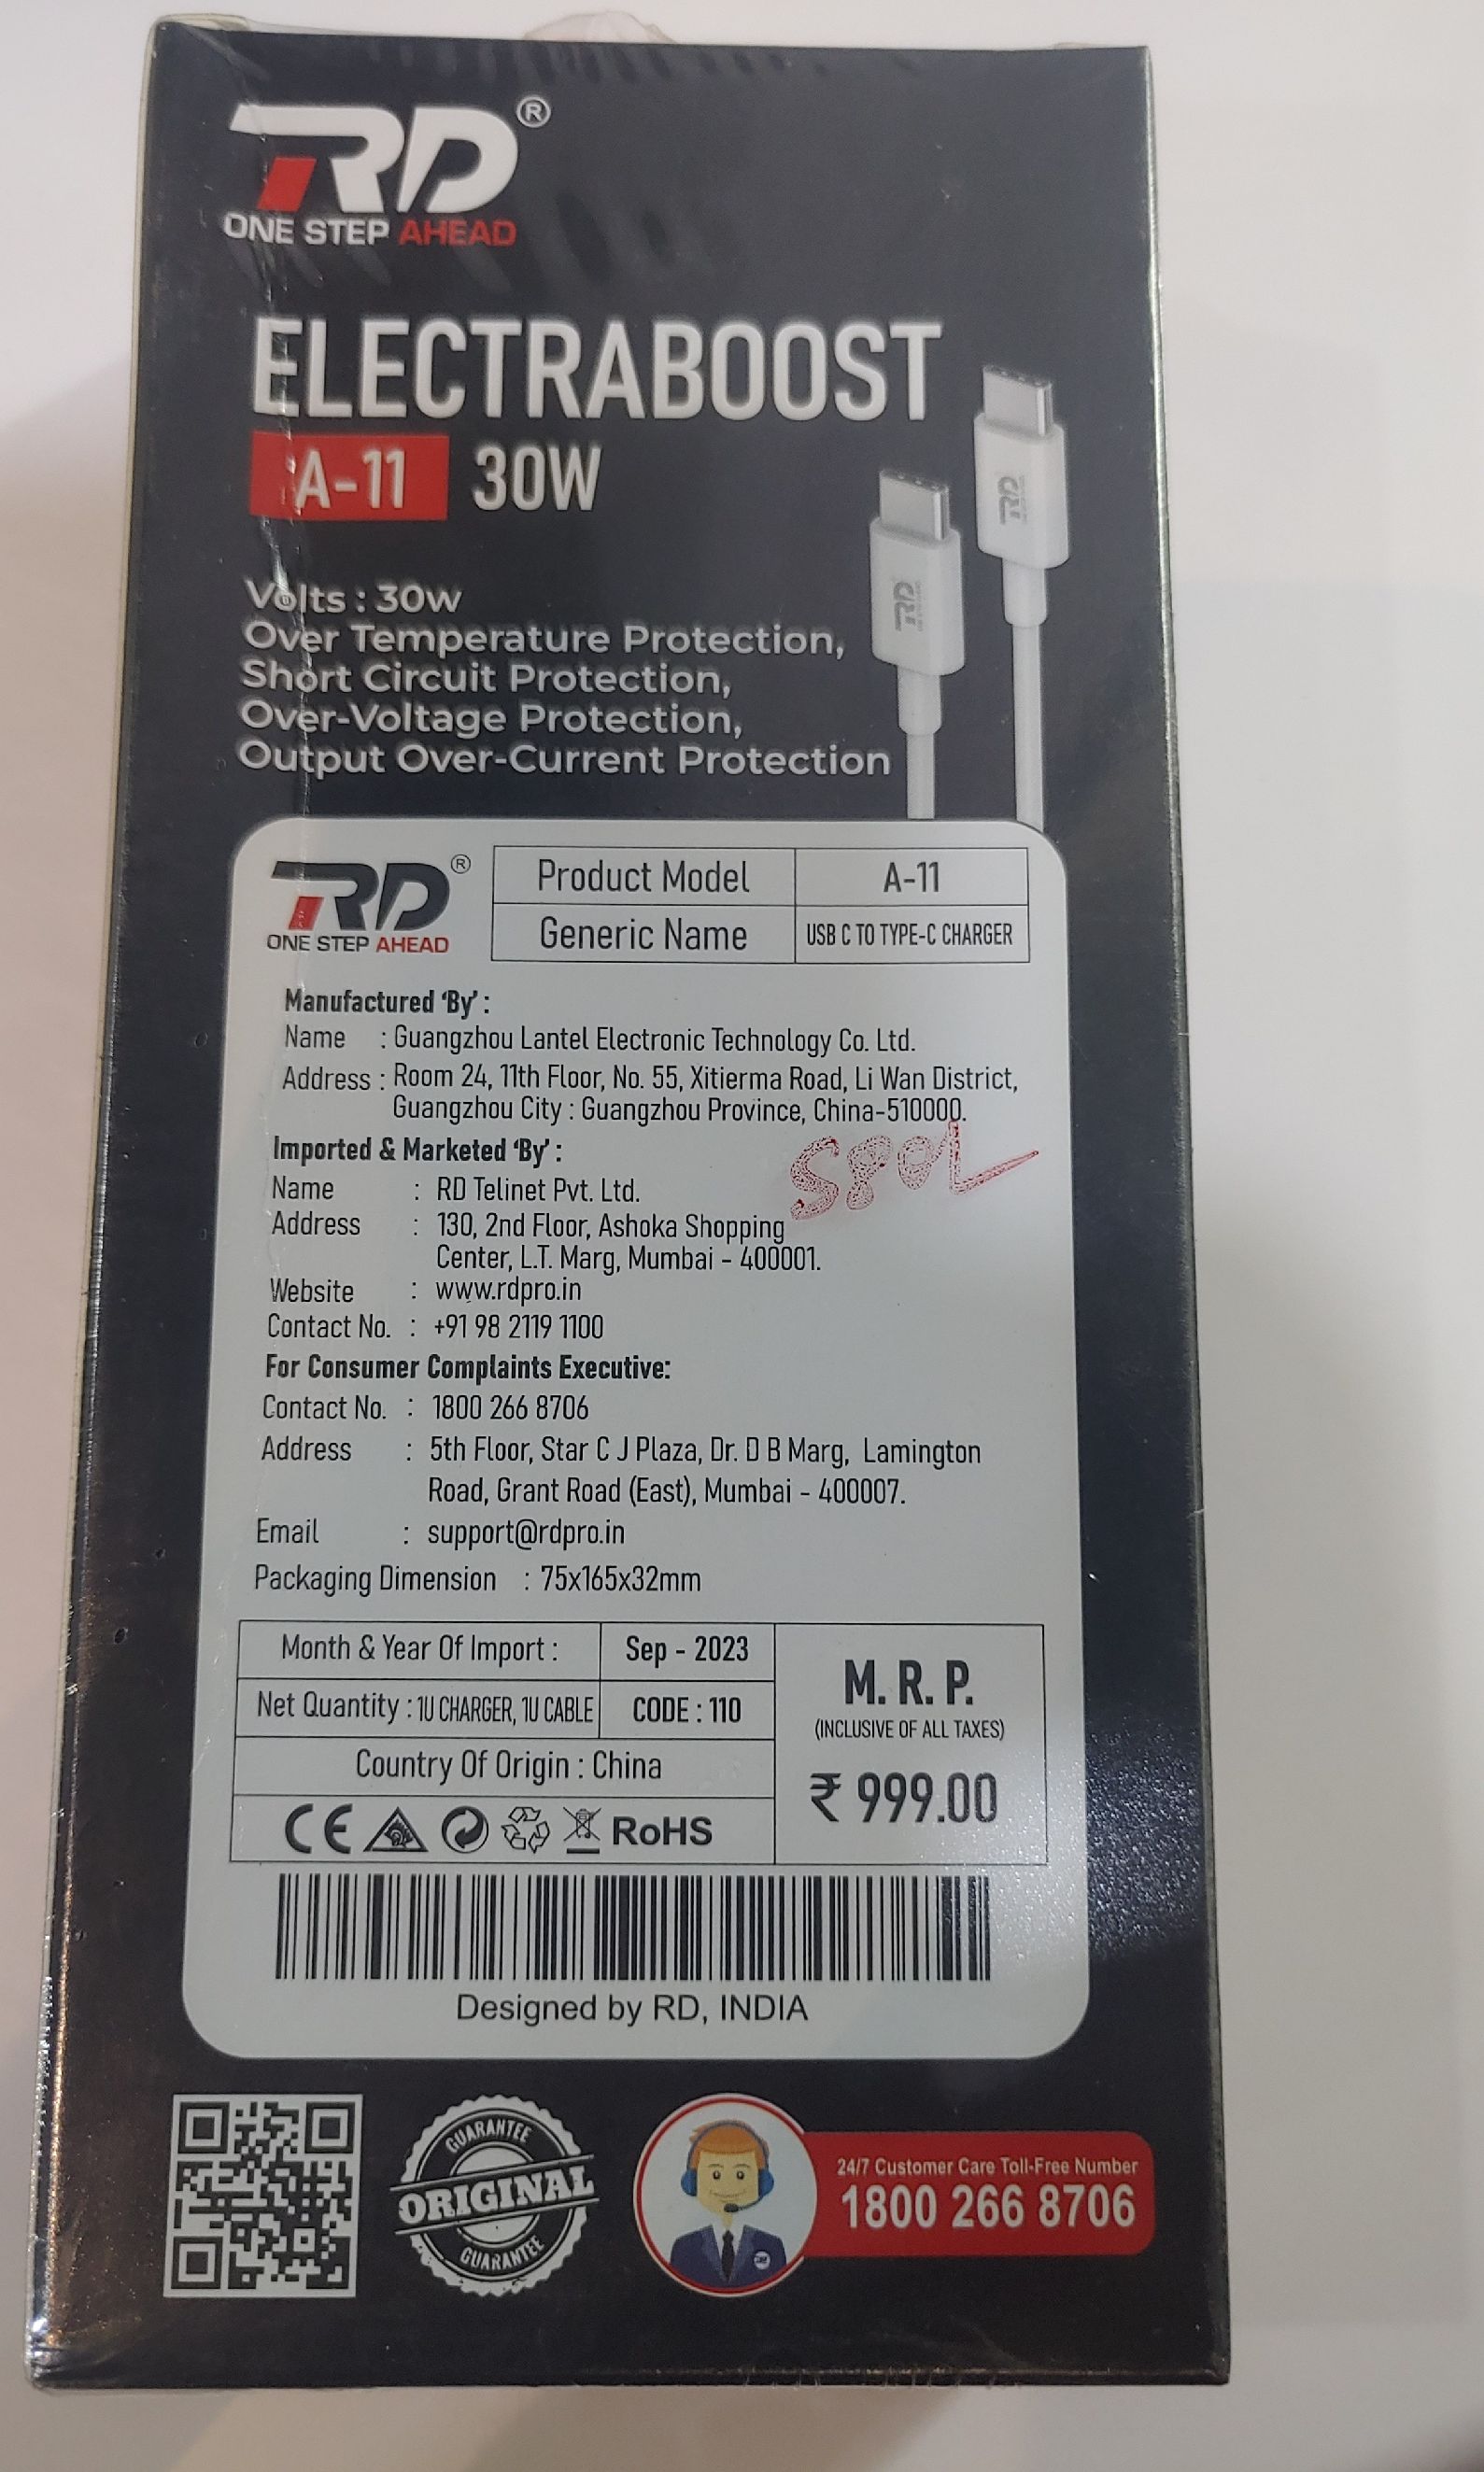 RD®
ONE STEP AHEAD
ELECTRABOOST
A-11 30W
RD
RD
Volts : 30w
Over Temperature Protection,
Short Circuit Protection,
Over-Voltage Protection,
Output Over-Current Protection
RD®
ONE STEP AHEAD
Product Model A-11
Generic Name USB C TO TYPE-C CHARGER
Manufactured ‘By’ :
Name : Guangzhou Lantel Electronic Technology Co. Ltd.
Address : Room 24, 11th Floor, No. 55, Xitierma Road, Li Wan District,
Guangzhou City : Guangzhou Province, China-510000.
Imported & Marketed ‘By’ :
Name : RD Telinet Pvt. Ltd.
Address : 130, 2nd Floor, Ashoka Shopping
Center, L.T. Marg, Mumbai - 400001.
Website : www.rdpro.in
Contact No. : +91 98 2119 1100
For Consumer Complaints Executive:
Contact No. : 1800 266 8706
Address : 5th Floor, Star C J Plaza, Dr. D B Marg, Lamington
Road, Grant Road (East), Mumbai - 400007.
Email : support@rdpro.in
Packaging Dimension : 75x165x32mm
Month & Year Of Import : Sep - 2023
Net Quantity : 1U CHARGER, 1U CABLE CODE : 110
Country Of Origin : China
CE RoHS
M. R. P.
(INCLUSIVE OF ALL TAXES)
₹ 999.00
Designed by RD, INDIA
GUARANTEE
ORIGINAL
GUARANTEE
24/7 Customer Care Toll-Free Number
1800 266 8706